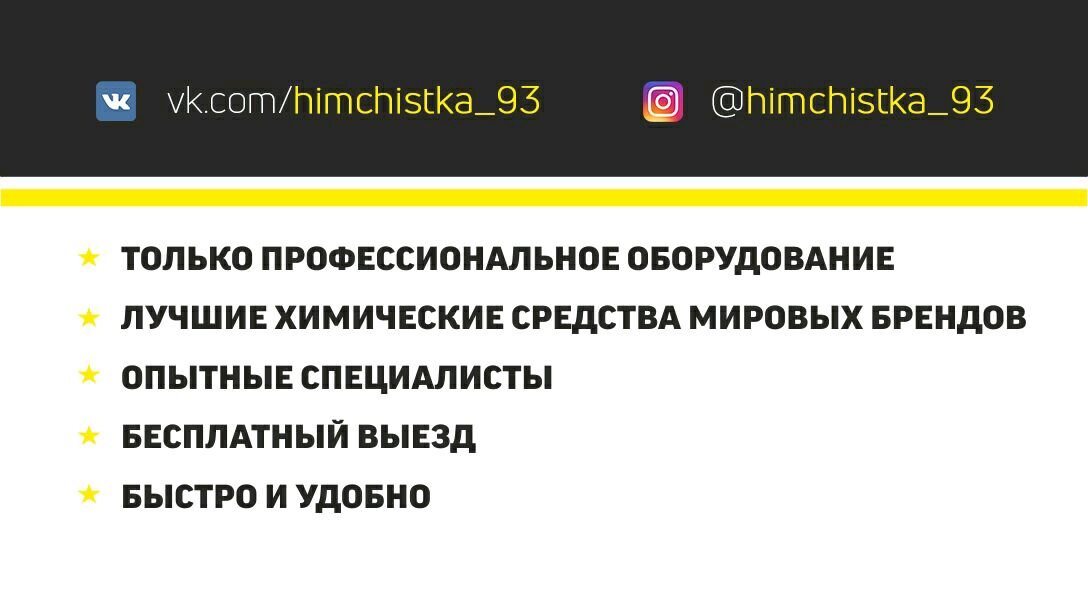 vk.com/himchistka_93
@himchistka_93
ТОЛЬКО ПРОФЕССИОНАЛЬНОЕ ОБОРУДОВАНИЕ
ЛУЧШИЕ ХИМИЧЕСКИЕ СРЕДСТВА МИРОВЫХ БРЕНДОВ
ОПЫТНЫЕ СПЕЦИАЛИСТЫ
БЕСПЛАТНЫЙ ВЫЕЗД
БЫСТРО И УДОБНО